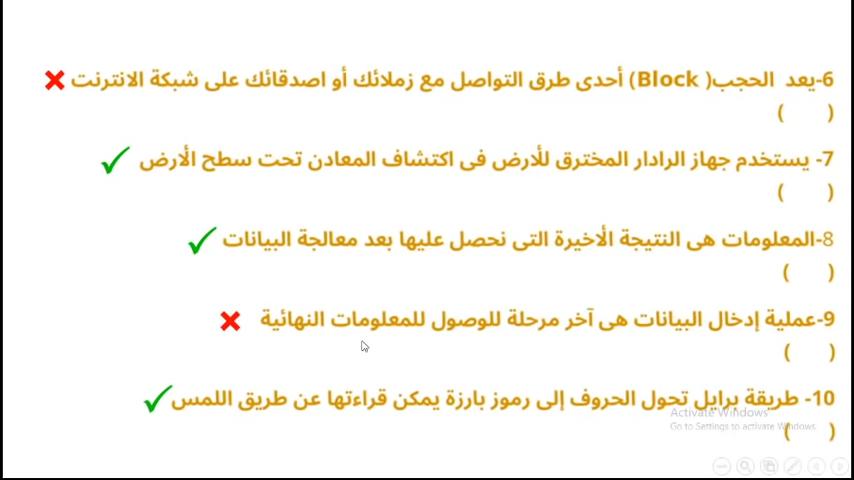 6-يعد الحجب( Block) أحدى طرق التواصل مع زملائك أو اصدقائك على شبكة الانترنت
( )
7- يستخدم جهاز الرادار المخترق للأرض فى اكتشاف المعادن تحت سطح الأرض
( )
8-المعلومات هى النتيجة الأخيرة التى نحصل عليها بعد معالجة البيانات
( )
9-عملية إدخال البيانات هى آخر مرحلة للوصول للمعلومات النهائية
( )
10- طريقة برايل تحول الحروف إلى رموز بارزة يمكن قراءتها عن طريق اللمس
Activate Windows
Go to Settings to activate Windows.
( )